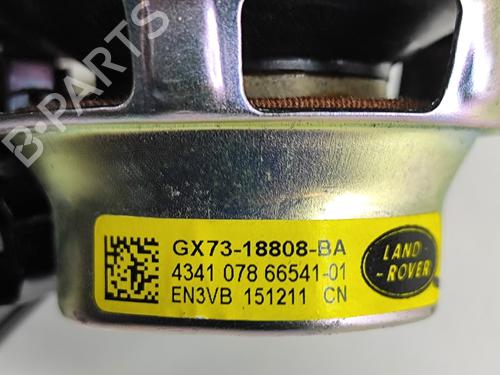 B-PARTS
GX73-18808-BA
4341 078 66541-01
EN3VB 151211 CN
LAND-
-ROVER